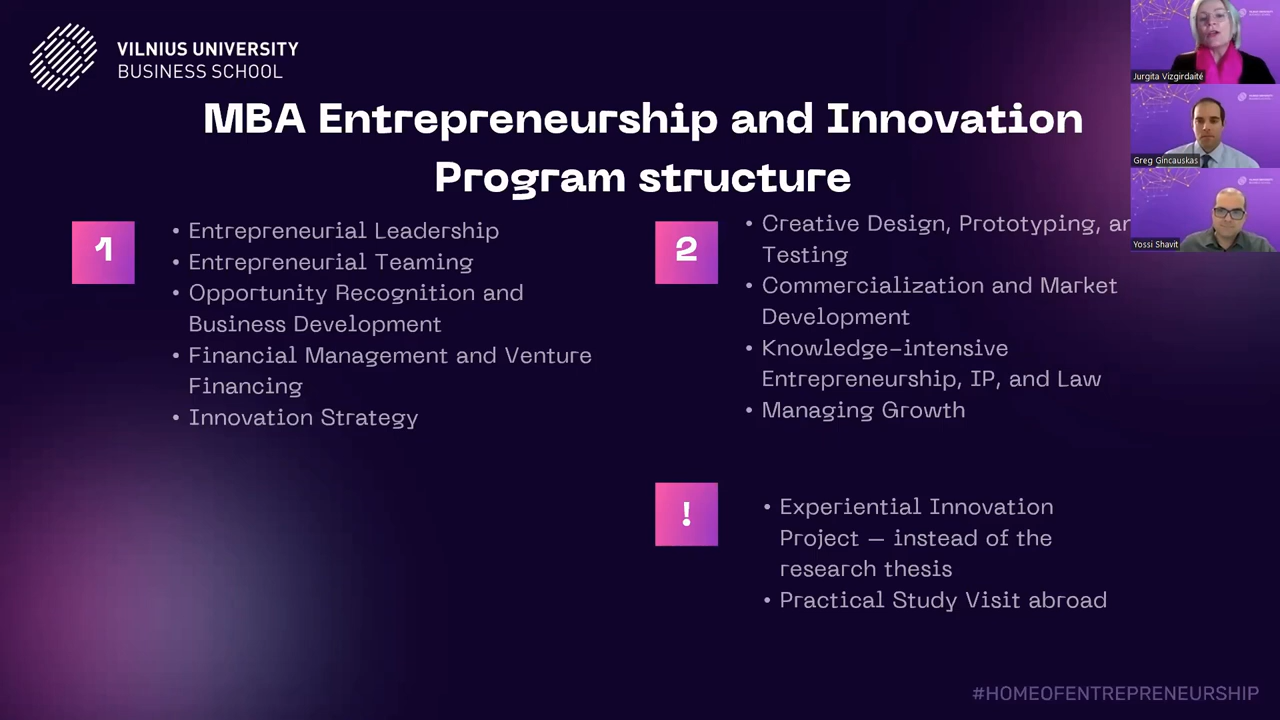 VILNIUS UNIVERSITY
BUSINESS SCHOOL
MBA Entrepreneurship and Innovation
Program structure
1
• Entrepreneurial Leadership
• Entrepreneurial Teaming
• Opportunity Recognition and
Business Development
• Financial Management and Venture
Financing
• Innovation Strategy
2
• Creative Design, Prototyping,
Testing
• Commercialization and Market
Development
• Knowledge-intensive
Entrepreneurship, IP, and Law
• Managing Growth
!
• Experiential Innovation
Project — instead of the
research thesis
• Practical Study Visit abroad
Jurgita Vizgirdaitė
Greg Gincauskas
Yossi Shavit
#HOMEOFENTREPRENEURSHIP